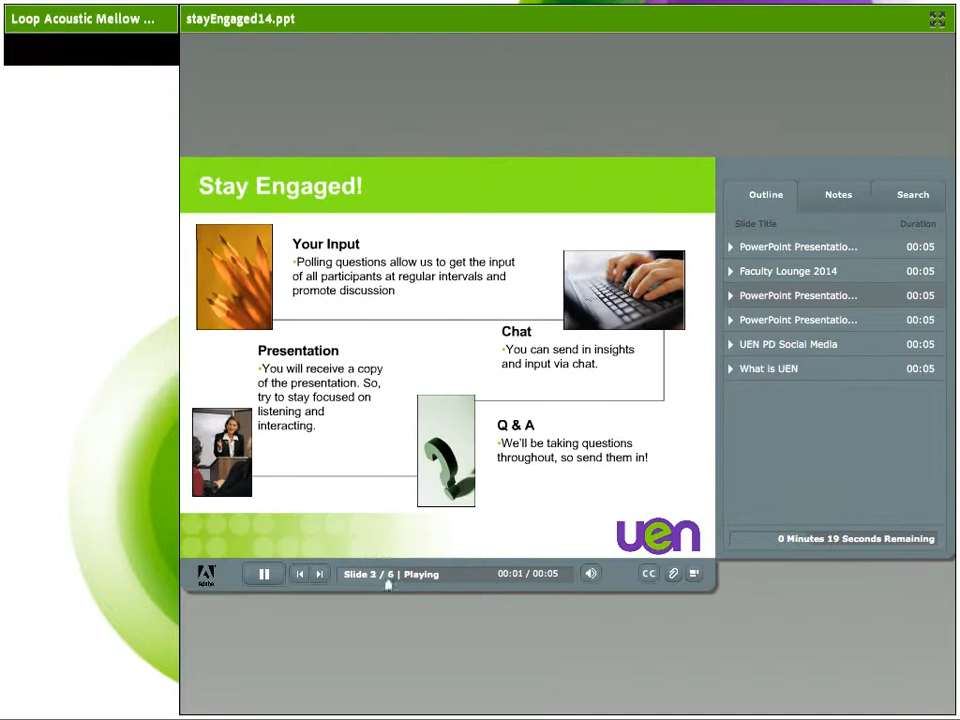 Loop Acoustic Mellow ...
stayEngaged14.ppt
Stay Engaged!
Your Input
•Polling questions allow us to get the input
of all participants at regular intervals and
promote discussion
Chat
•You can send in insights
and input via chat.
Presentation
•You will receive a copy
of the presentation. So,
try to stay focused on
listening and
interacting.
Q & A
•We'll be taking questions
throughout, so send them in!
uen
Adobe
Slide 3 / 6 | Playing
00:01 / 00:05
CC
Outline Notes Search
Slide Title Duration
PowerPoint Presentatio... 00:05
Faculty Lounge 2014 00:05
PowerPoint Presentatio... 00:05
PowerPoint Presentatio... 00:05
UEN PD Social Media 00:05
What is UEN 00:05
0 Minutes 19 Seconds Remaining